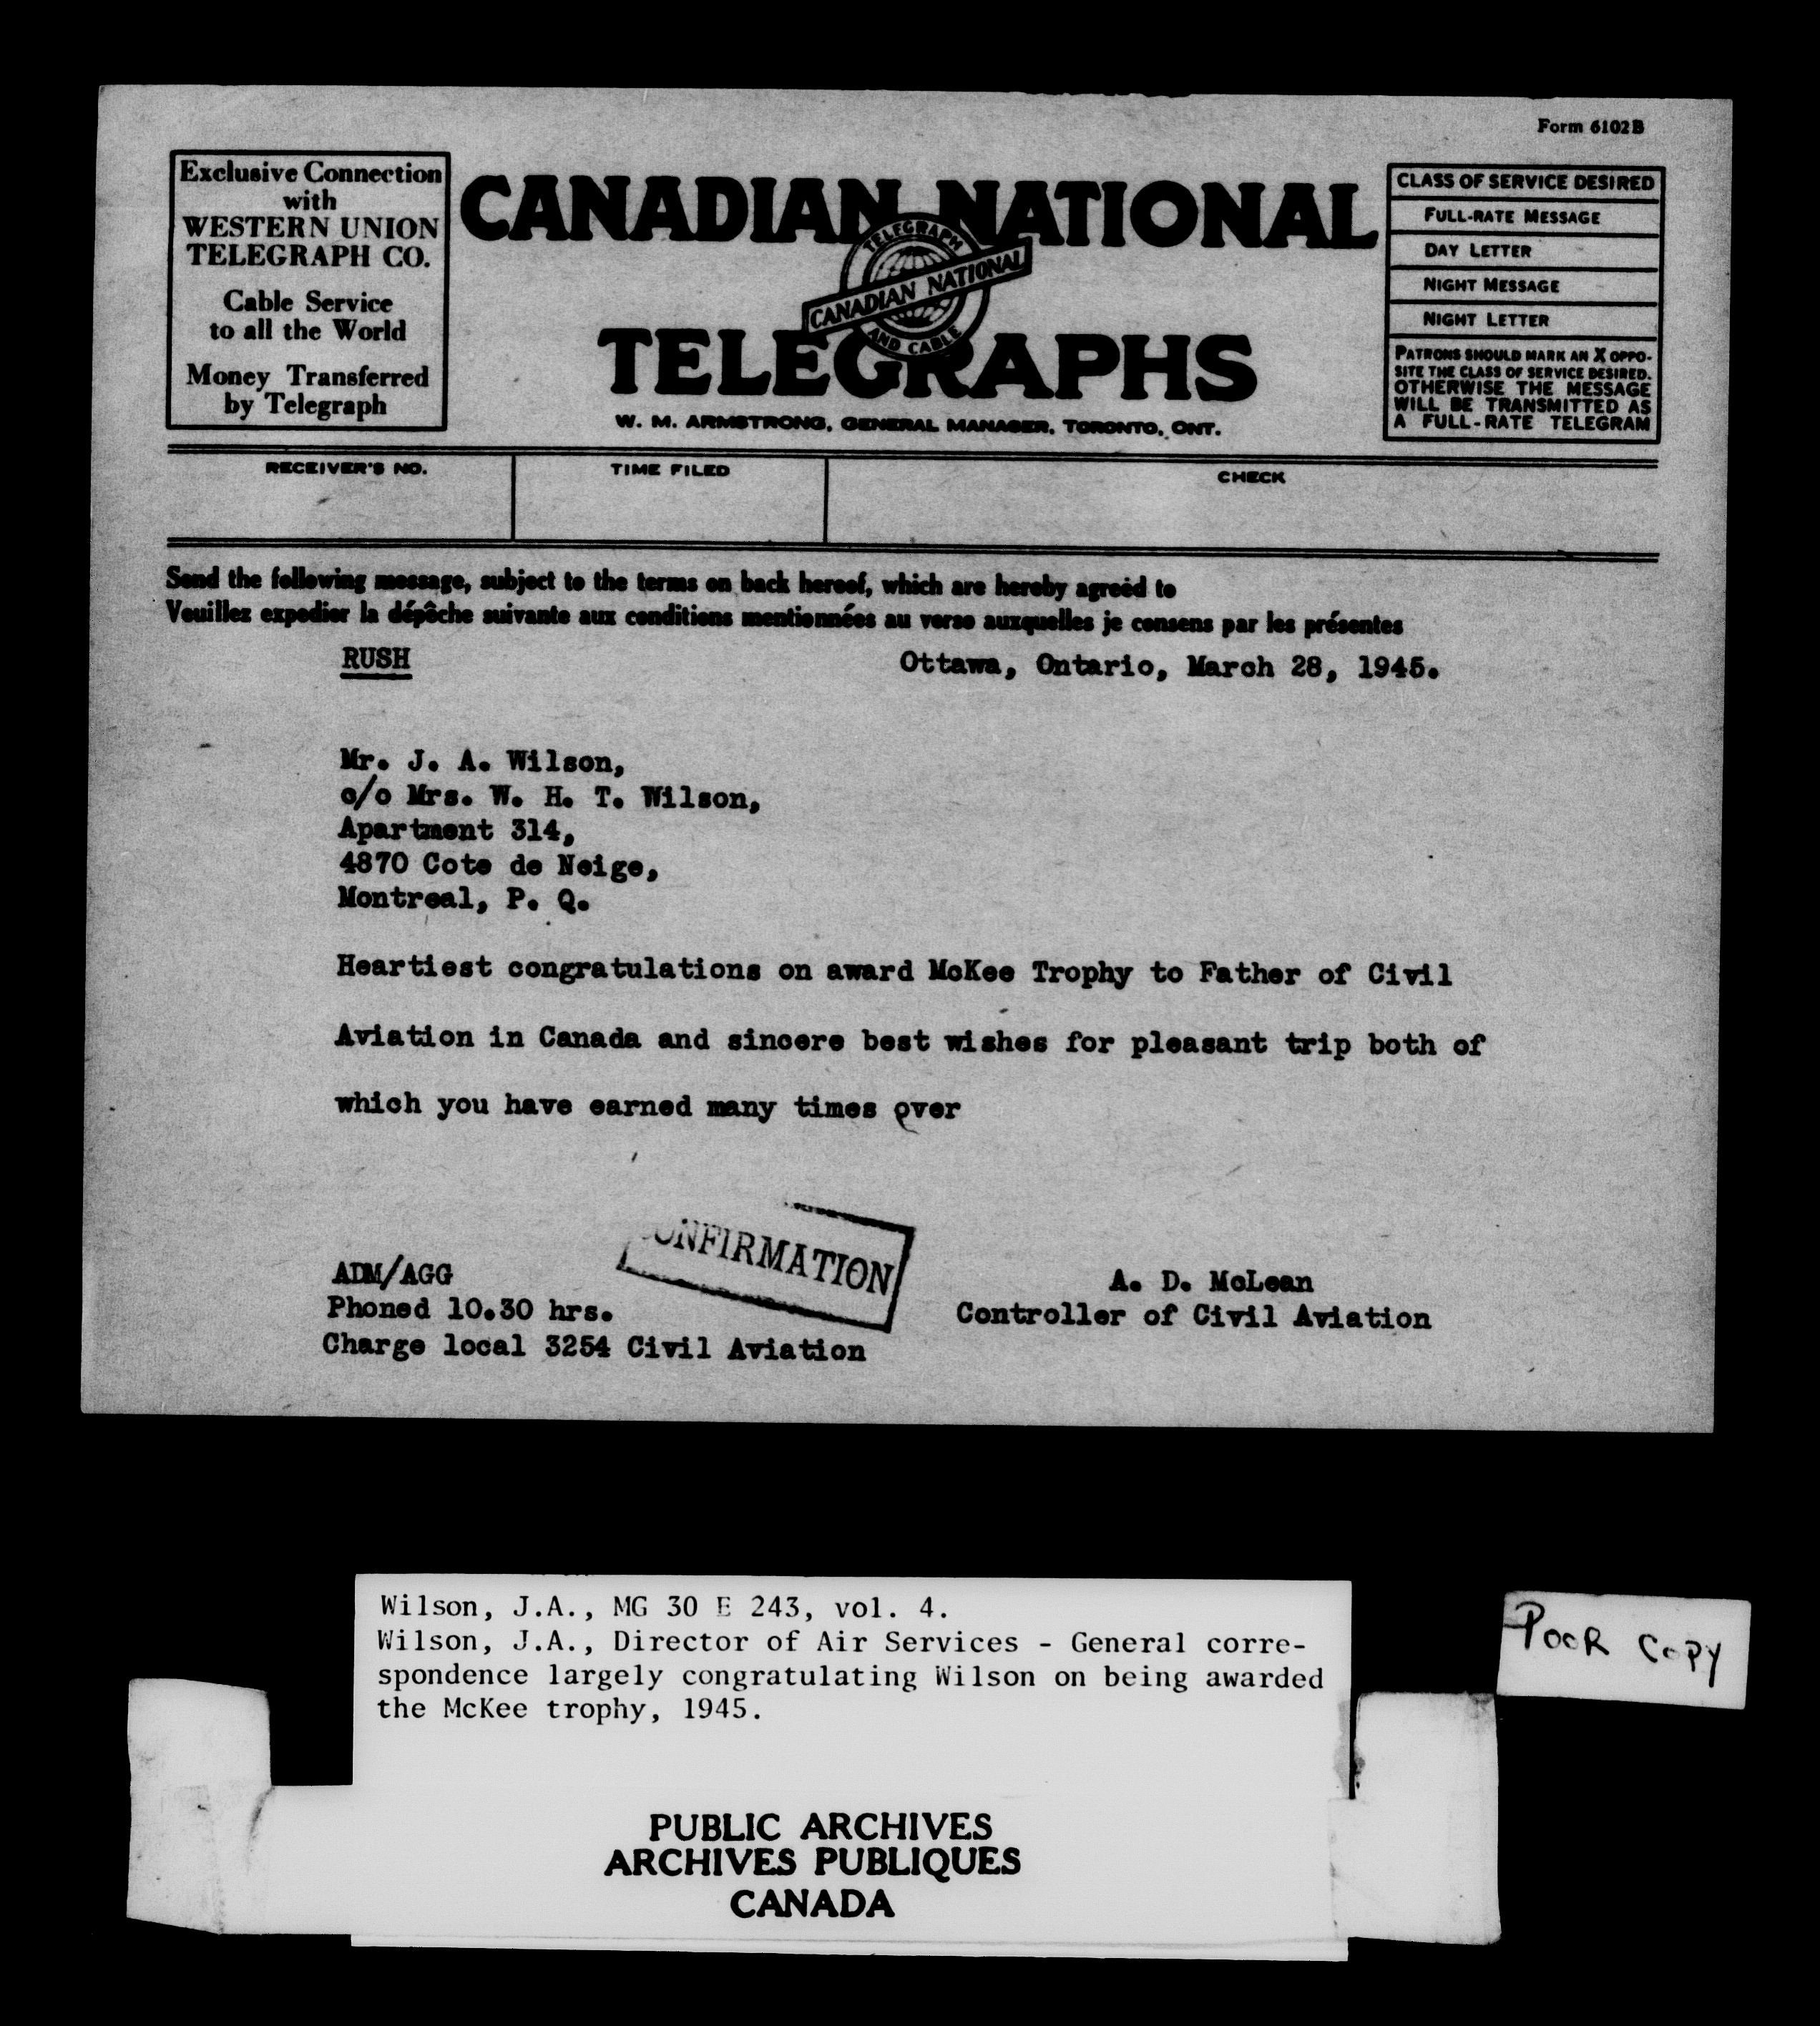 Form 6102B
Exclusive Connection
with
WESTERN UNION
TELEGRAPH CO.
Cable Service
to all the World
Money Transferred
by Telegraph
CANADIAN NATIONAL
TELEGRAPH
CANADIAN NATIONAL
AND CABLE
TELEGRAPHS
W. M. ARMSTRONG, GENERAL MANAGER, TORONTO, ONT.
CLASS OF SERVICE DESIRED
FULL-RATE MESSAGE
DAY LETTER
NIGHT MESSAGE
NIGHT LETTER
PATRONS SHOULD MARK AN X OPPO-
SITE THE CLASS OF SERVICE DESIRED.
OTHERWISE THE MESSAGE
WILL BE TRANSMITTED AS
A FULL-RATE TELEGRAM
RECEIVER'S NO.
TIME FILED
CHECK
Send the following message, subject to the terms on back hereof, which are hereby agreed to
Veuillez expedier la dépêche suivante aux conditions mentionnées au verso auxquelles je consens par les présentes
RUSH
Ottawa, Ontario, March 28, 1945.
Mr. J. A. Wilson,
c/o Mrs. W. H. T. Wilson,
Apartment 314,
4870 Cote de Neige,
Montreal, P. Q.
Heartiest congratulations on award McKee Trophy to Father of Civil
Aviation in Canada and sincere best wishes for pleasant trip both of
which you have earned many times over
CONFIRMATION
ADM/AGG
Phoned 10.30 hrs.
Charge local 3254 Civil Aviation
A. D. McLean
Controller of Civil Aviation
Wilson, J.A., MG 30 E 243, vol. 4.
Wilson, J.A., Director of Air Services - General corre-
spondence largely congratulating Wilson on being awarded
the McKee trophy, 1945.
POOR COPY
PUBLIC ARCHIVES
ARCHIVES PUBLIQUES
CANADA